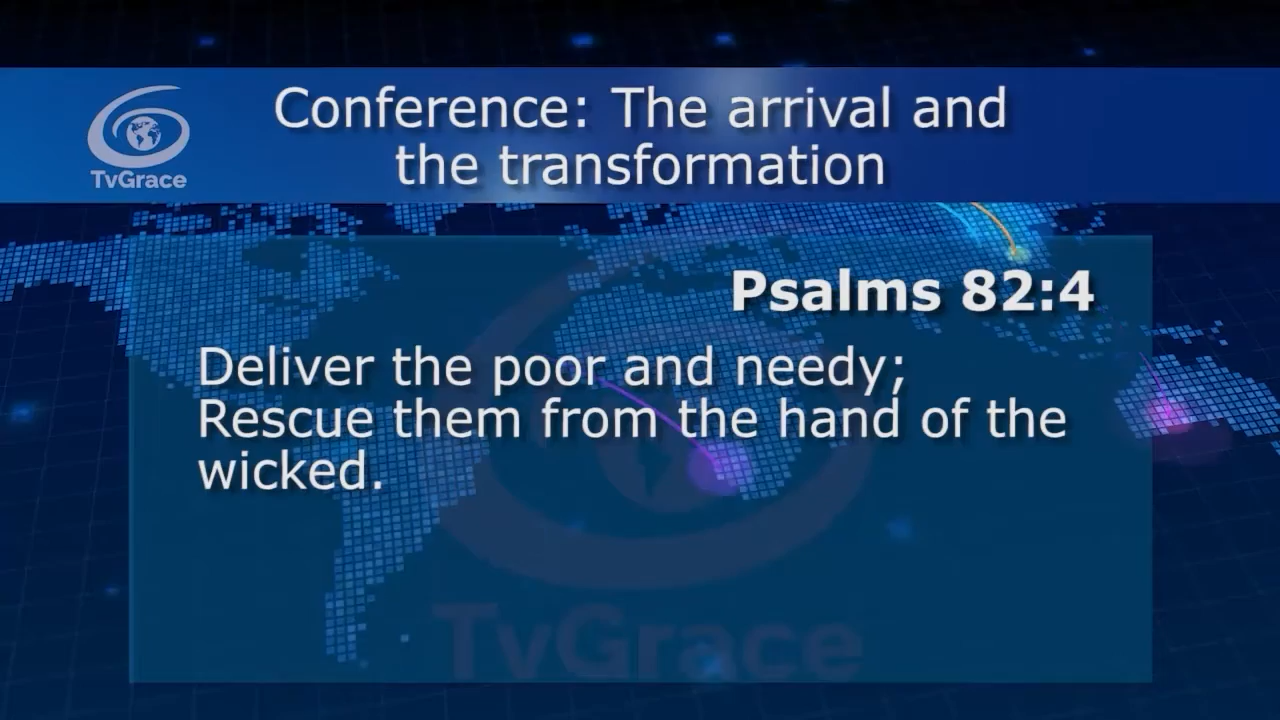 Conference: The arrival and
the transformation
TvGrace
Psalms 82:4
Deliver the poor and needy;
Rescue them from the hand of the
wicked.
TvGrace